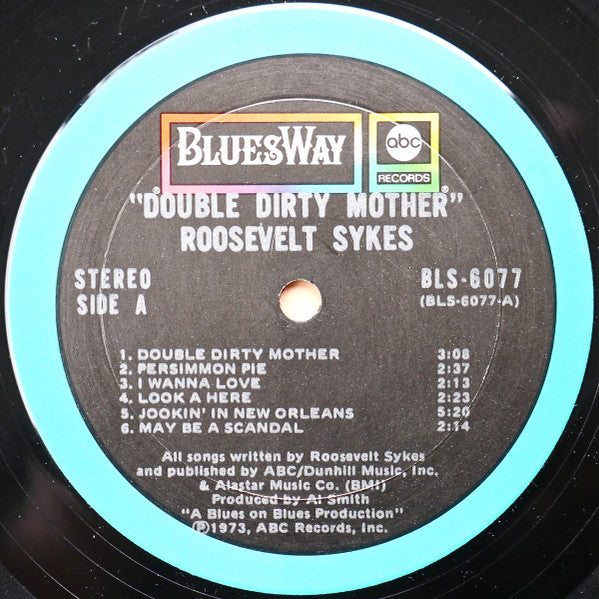 BLUESWAY
abc
RECORDS
"DOUBLE DIRTY MOTHER"
ROOSEVELT SYKES
STEREO
SIDE A
BLS-6077
(BLS-6077-A)
1. DOUBLE DIRTY MOTHER 3:08
2. PERSIMMON PIE 2:37
3. I WANNA LOVE 2:13
4. LOOK A HERE 2:23
5. JOOKIN' IN NEW ORLEANS 5:20
6. MAY BE A SCANDAL 2:14
All songs written by Roosevelt Sykes
and published by ABC/Dunhill Music, Inc.
& Alastar Music Co. (BMI)
Produced by Al Smith
"A Blues on Blues Production"
Ⓟ1973, ABC Records, Inc.